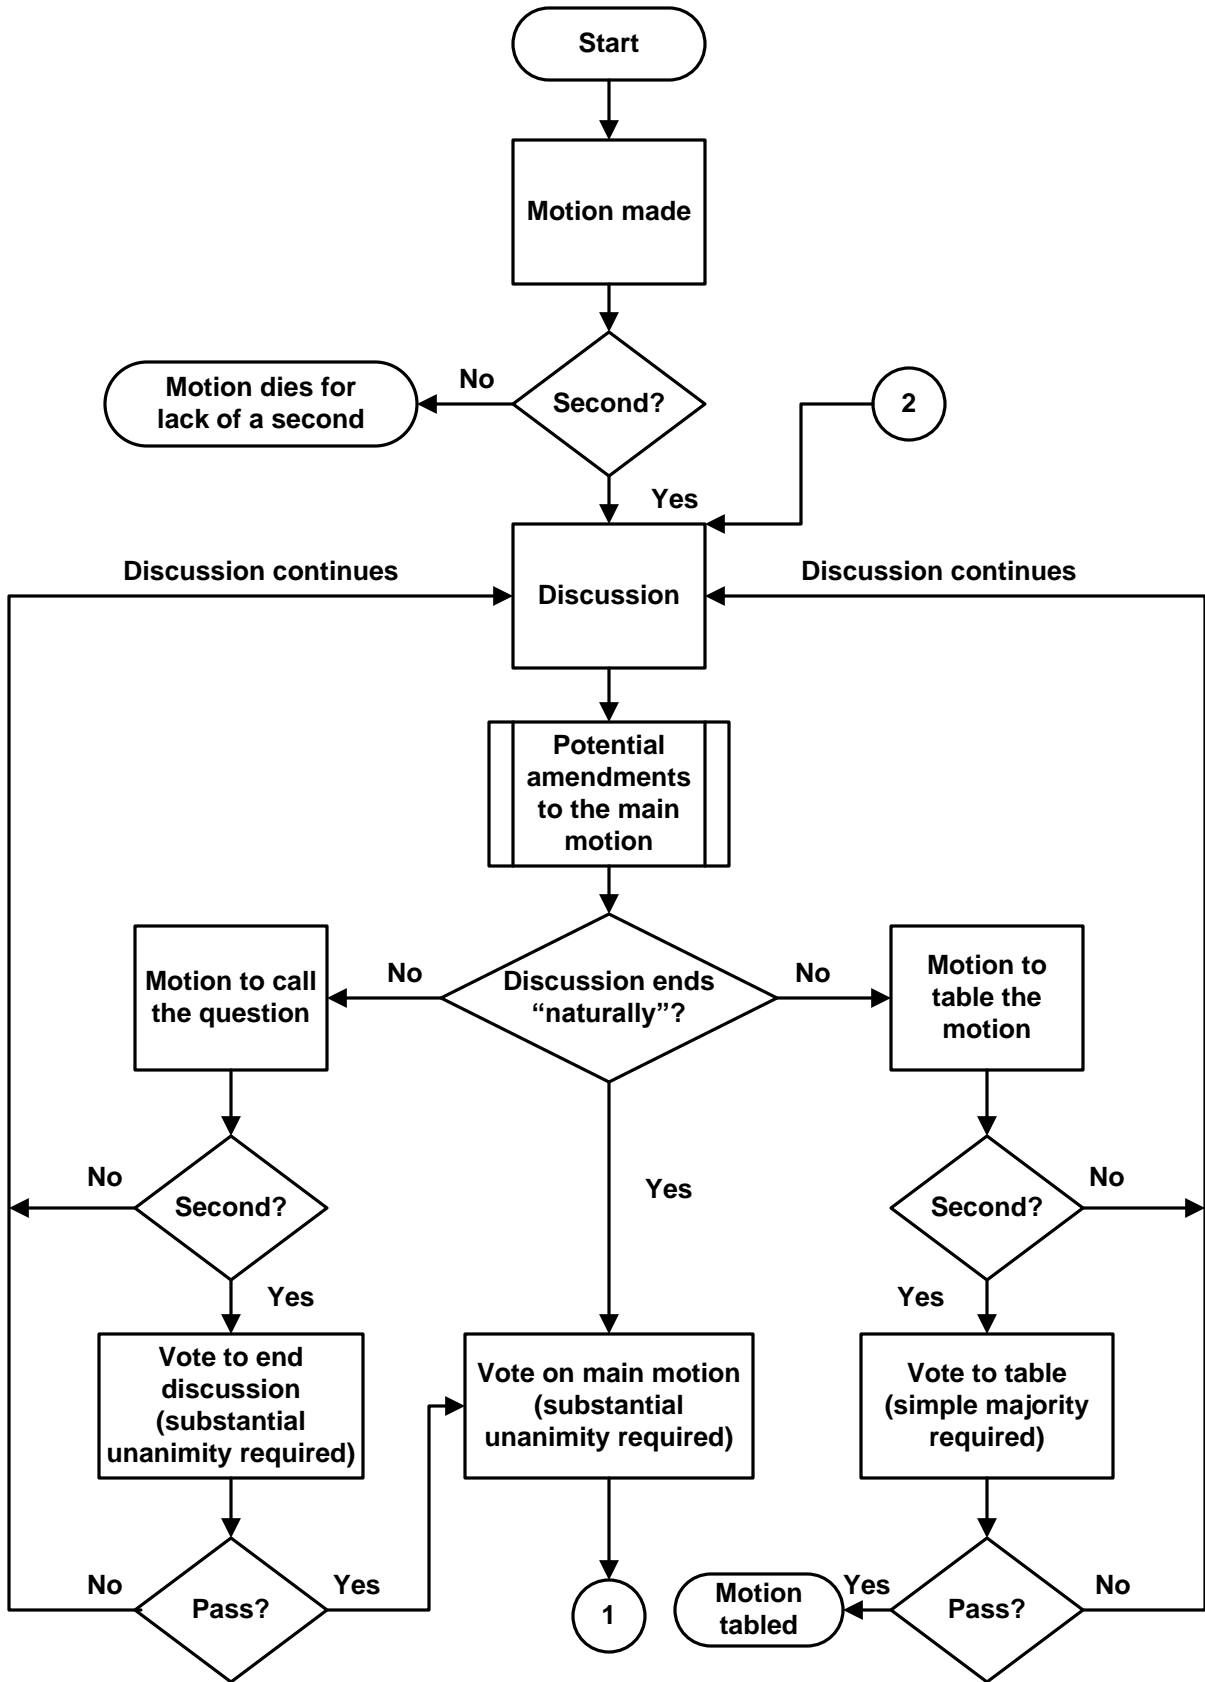 Start
Motion made
Motion dies for
lack of a second
No
Second?
2
Yes
Discussion continues
Discussion
Discussion continues
Potential
amendments
to the main
motion
Motion to call
the question
No
Discussion ends
“naturally”?
No
Motion to
table the
motion
No
Second?
Yes
Second?
No
Yes
Yes
Vote to end
discussion
(substantial
unanimity required)
Vote on main motion
(substantial
unanimity required)
Vote to table
(simple majority
required)
No
Pass?
Yes
1
Motion
tabled
Yes
Pass?
No